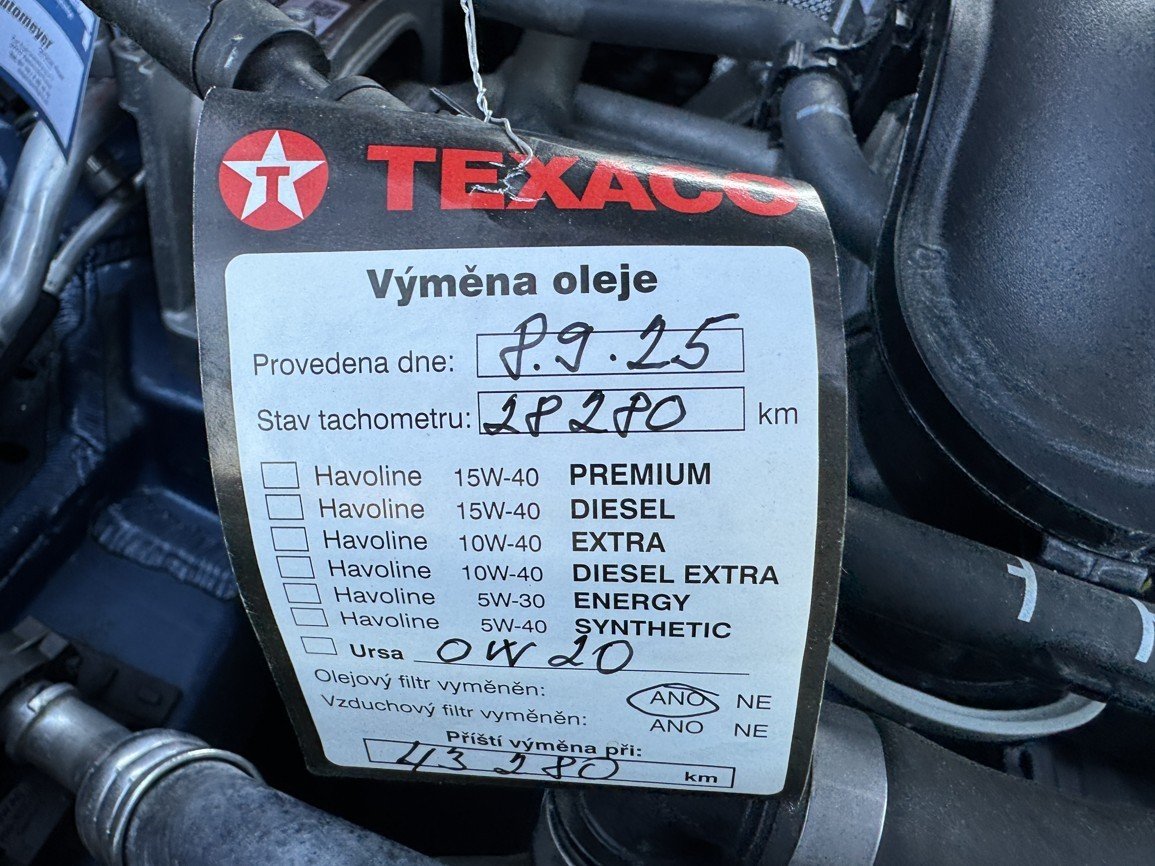 utomeyer
T TEXACO
Výměna oleje
Provedena dne: 8.9.25
Stav tachometru: 28280 km
Havoline 15W-40 PREMIUM
Havoline 15W-40 DIESEL
Havoline 10W-40 EXTRA
Havoline 10W-40 DIESEL EXTRA
Havoline 5W-30 ENERGY
Havoline 5W-40 SYNTHETIC
Ursa 0W20
Olejový filtr vyměněn: ANO NE
Vzduchový filtr vyměněn: ANO NE
Příští výměna při:
43280 km